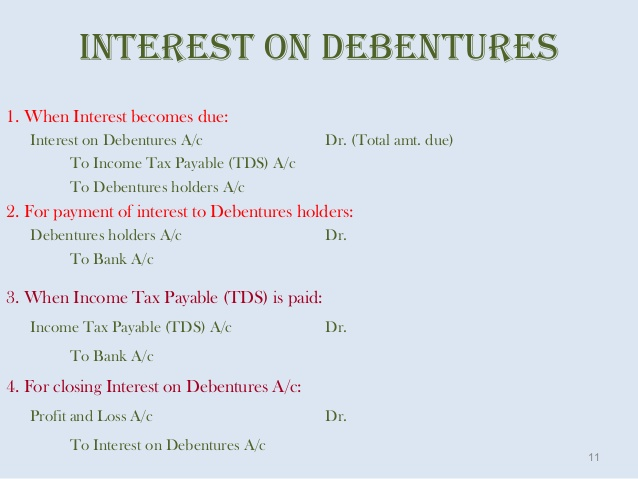 INTEREST ON DEBENTURES
1. When Interest becomes due:
Interest on Debentures A/c Dr. (Total amt. due)
To Income Tax Payable (TDS) A/c
To Debentures holders A/c
2. For payment of interest to Debentures holders:
Debentures holders A/c Dr.
To Bank A/c
3. When Income Tax Payable (TDS) is paid:
Income Tax Payable (TDS) A/c Dr.
To Bank A/c
4. For closing Interest on Debentures A/c:
Profit and Loss A/c Dr.
To Interest on Debentures A/c
11